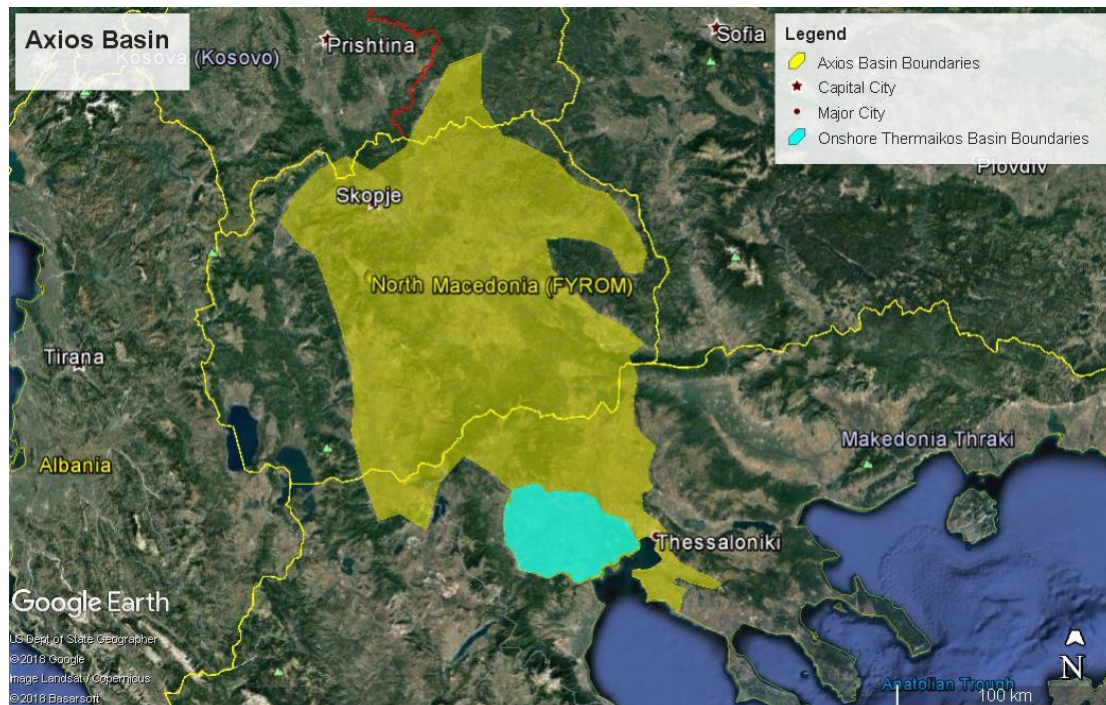 Axios Basin
Kosova (Kosovo)
Prishtina
Sofia
Legend
Axios Basin Boundaries
Capital City
Major City
Onshore Thermaikos Basin Boundaries
Plovdiv
Skopje
North Macedonia (FYROM)
Tirana
Albania
Makedonia Thraki
Thessaloniki
Google Earth
US Dept of State Geographer
© 2018 Google
Image Landsat / Copernicus
© 2018 Basarsoft
N
Anatolian Trough
100 km